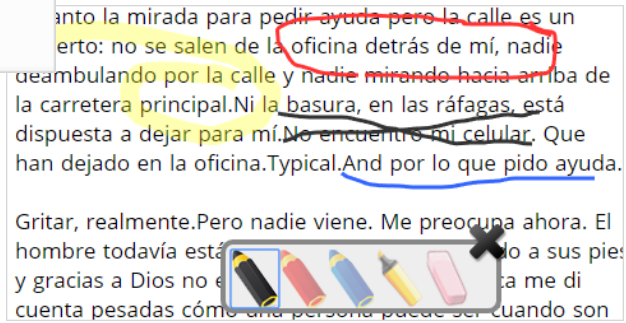 anto la mirada para pedir ayuda pero la calle es un
erto: no se salen de la oficina detrás de mí, nadie
deambulando por la calle y nadie mirando hacia arriba de
la carretera principal.Ni la basura, en las ráfagas, está
dispuesta a dejar para mí.No encuentro mi celular. Que
han dejado en la oficina.Typical.And por lo que pido ayuda.
Gritar, realmente.Pero nadie viene. Me preocupa ahora. El
hombre todavía está do a sus pies
y gracias a Dios no ca me di
cuenta pesadas cómo una persona puede ser cuando son